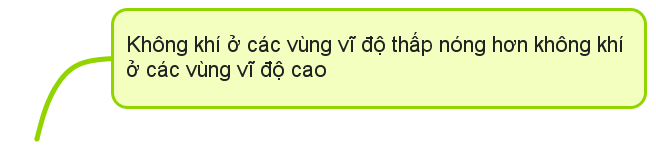 Không khí ở các vùng vĩ độ thấp nóng hơn không khí
ở các vùng vĩ độ cao